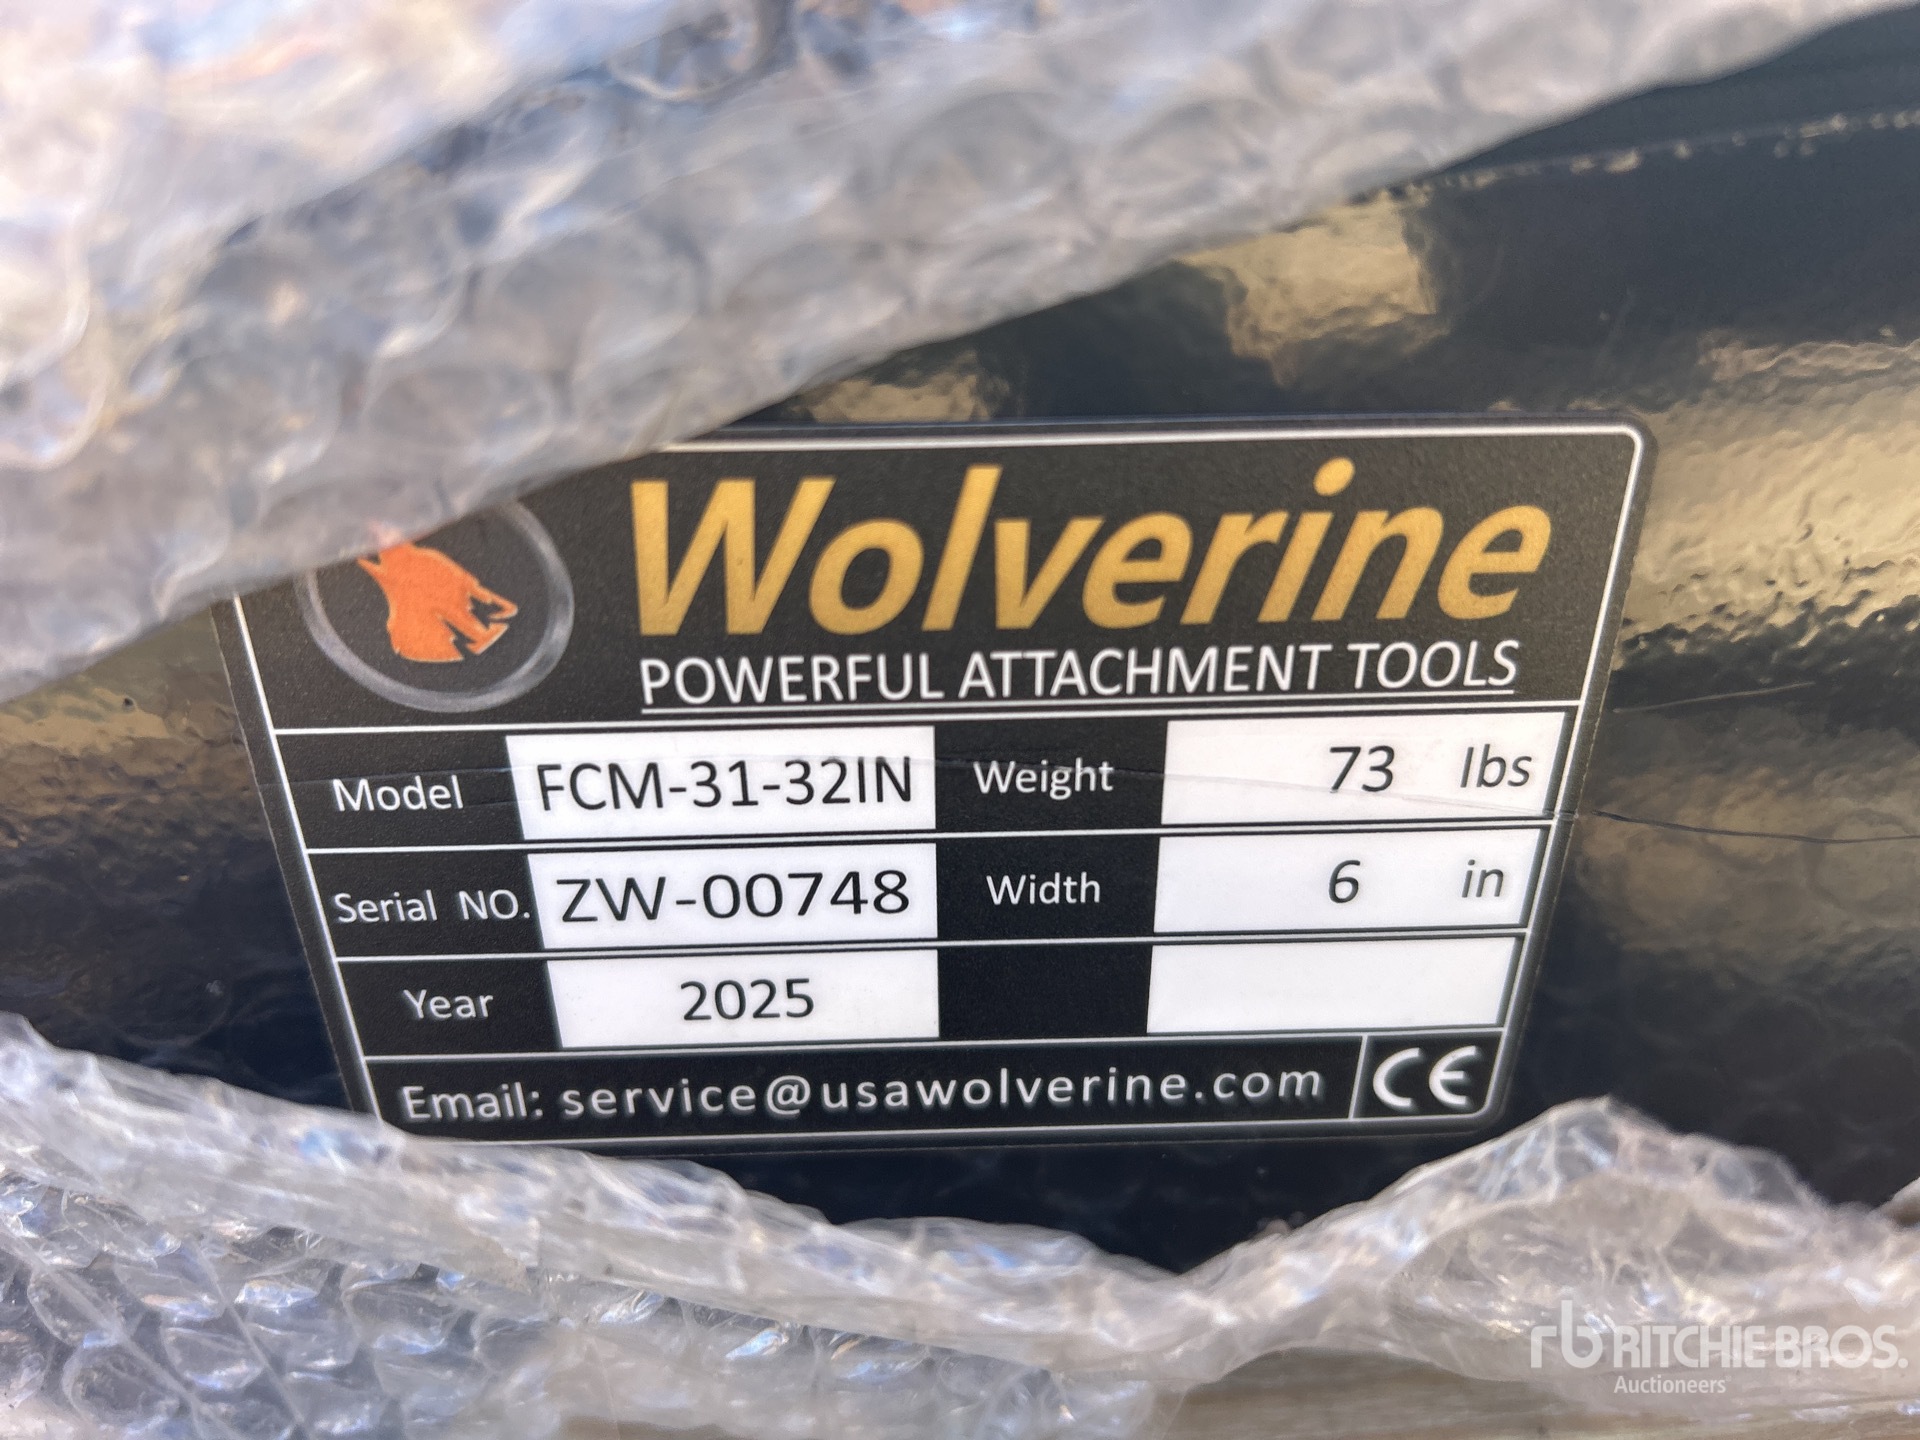 Wolverine
POWERFUL ATTACHMENT TOOLS
Model FCM-31-32IN Weight 73 lbs
Serial NO. ZW-00748 Width 6 in
Year 2025
Email: service@usawolverine.com CE
rb RITCHIE BROS.
Auctioneers